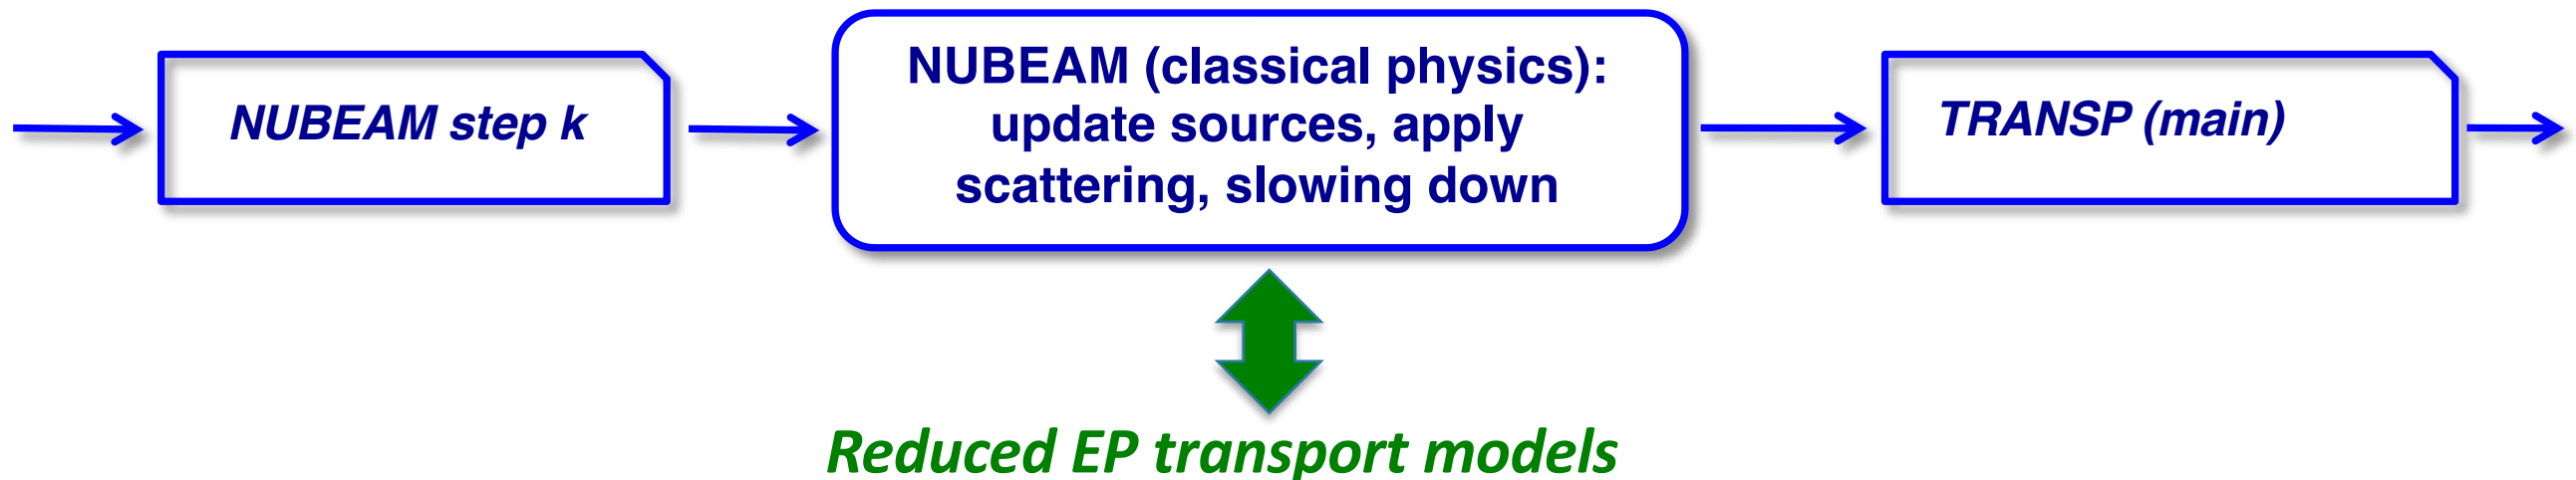 NUBEAM step k
NUBEAM (classical physics):
update sources, apply
scattering, slowing down
TRANSP (main)
Reduced EP transport models